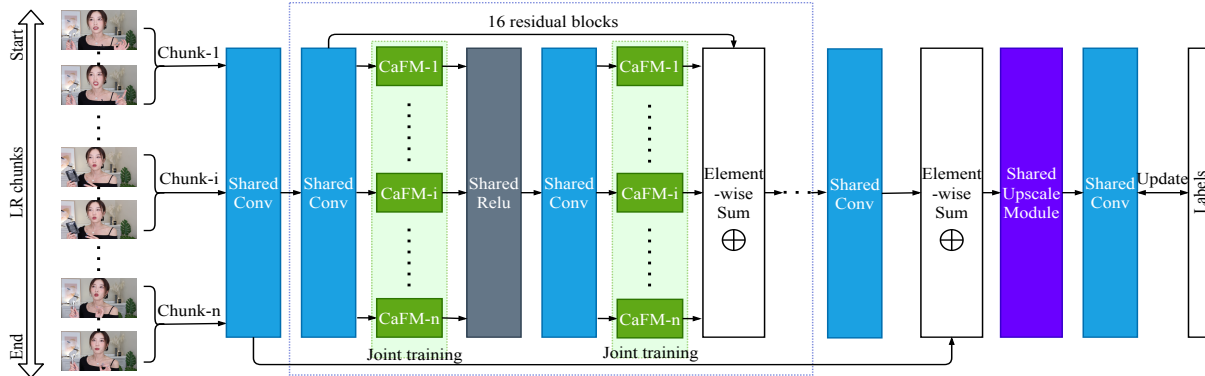 Start
LR chunks
End
Chunk-1
Chunk-i
Chunk-n
Shared
Conv
16 residual blocks
Shared
Conv
CaFM-1
CaFM-i
CaFM-n
Joint training
Shared
Relu
Shared
Conv
CaFM-1
CaFM-i
CaFM-n
Joint training
Element
-wise
Sum
Shared
Conv
Element
-wise
Sum
Shared
Upscale
Module
Shared
Conv
Update
Labels